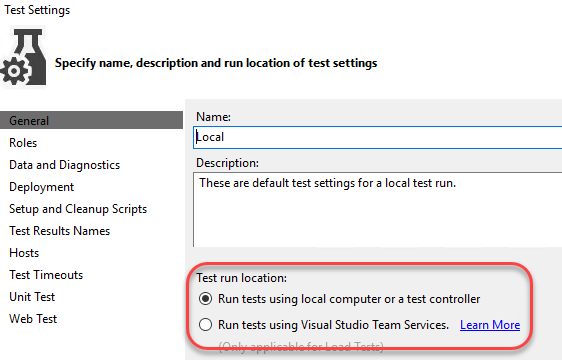 Test Settings
Specify name, description and run location of test settings
General
Roles
Data and Diagnostics
Deployment
Setup and Cleanup Scripts
Test Results Names
Hosts
Test Timeouts
Unit Test
Web Test
Name:
Local
Description:
These are default test settings for a local test run.
Test run location:
Run tests using local computer or a test controller
Run tests using Visual Studio Team Services. Learn More
(Only applicable for Load Tests)